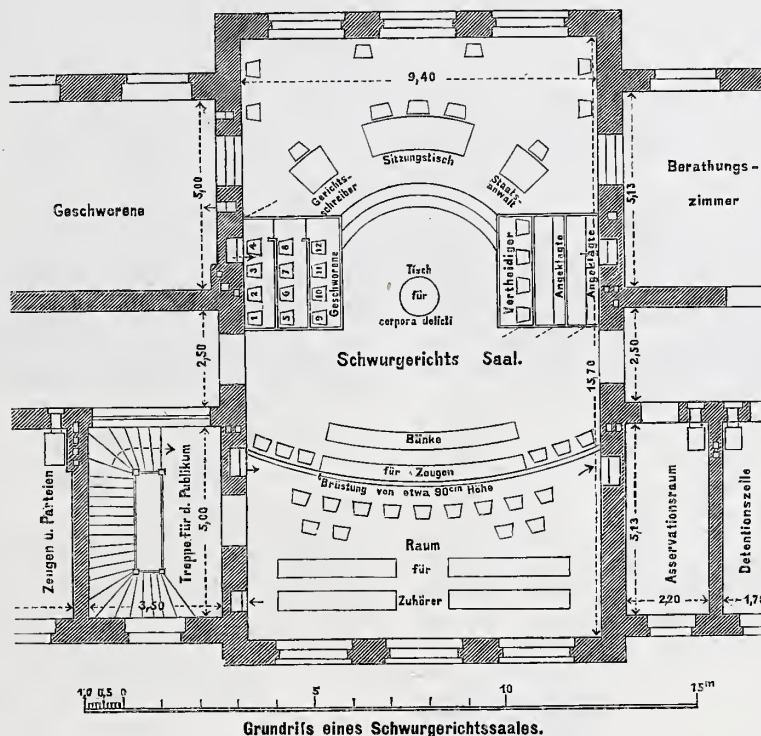 9,40
Sitzungstisch
Gerichts-
schreiber
Staats-
anwalt
5,00
Geschworene
5,13
Berathungs-
zimmer
4 8 12
3 7 11
2 6 10
1 5 9
Geschworene
Vertheidiger
Angeklagte
Angeklagte
Tisch
für
corpora delicti
2,50
2,50
Schwurgerichts Saal.
15,70
Bänke
für Zeugen
Brüstung von etwa 90cm Höhe
Zeugen u. Parteien
Treppe für d. Publikum
5,00
3,50
Raum
für
Zuhörer
5,13
Asservationsraum
2,20
Detentionszelle
1,78
1,0 0,5 0 5 10 15m
Grundriſs eines Schwurgerichtssaales.